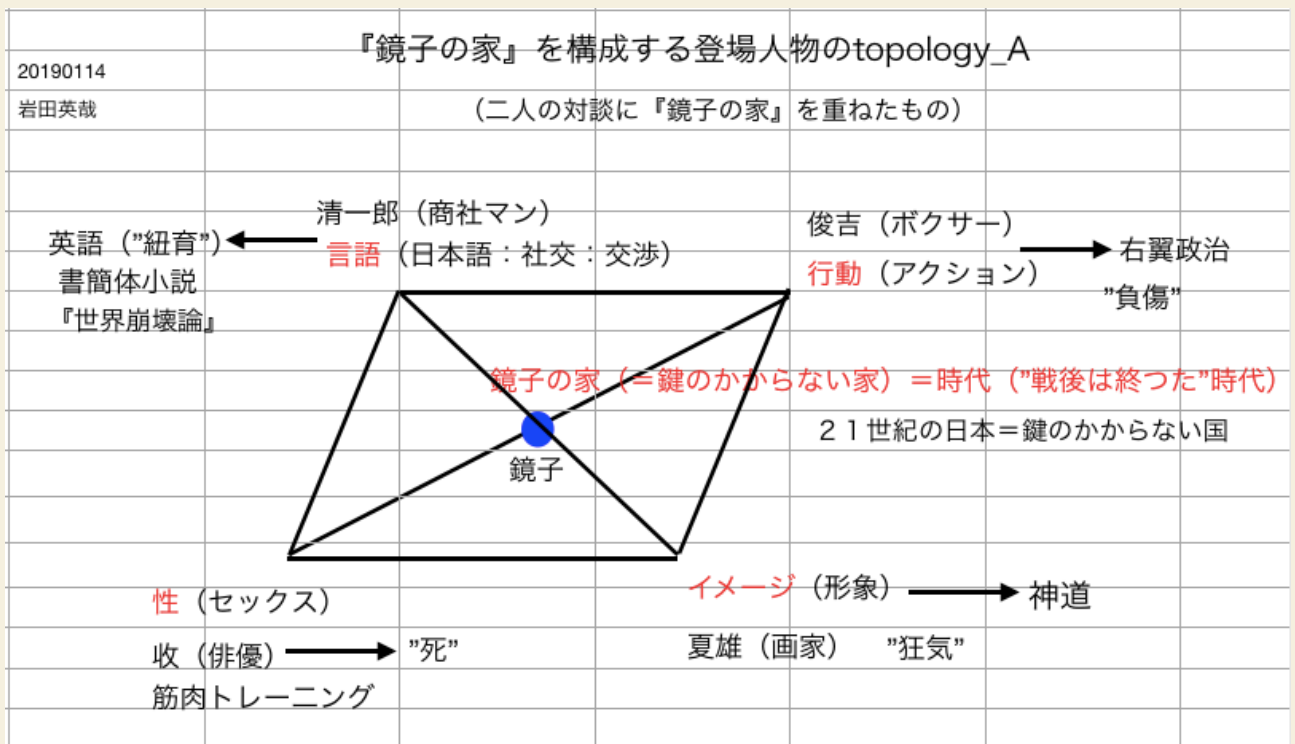 『鏡子の家』を構成する登場人物のtopology_A
20190114
岩田英哉
（二人の対談に『鏡子の家』を重ねたもの）
清一郎（商社マン）
言語（日本語：社交：交渉）
英語（”紐育”）
書簡体小説
『世界崩壊論』
俊吉（ボクサー）
行動（アクション）
右翼政治
”負傷”
鏡子の家（＝鍵のかからない家）＝時代（”戦後は終つた”時代）
２１世紀の日本＝鍵のかからない国
鏡子
性（セックス）
收（俳優）
”死”
筋肉トレーニング
イメージ（形象）
神道
夏雄（画家）
”狂気”